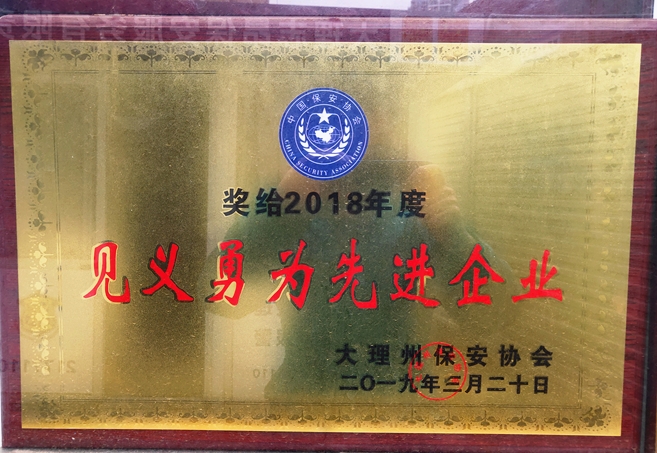 中国·保安协会
CHINA SECURITY ASSOCIATION
奖给2018年度
见义勇为先进企业
大理州保安协会
二〇一九年三月二十日